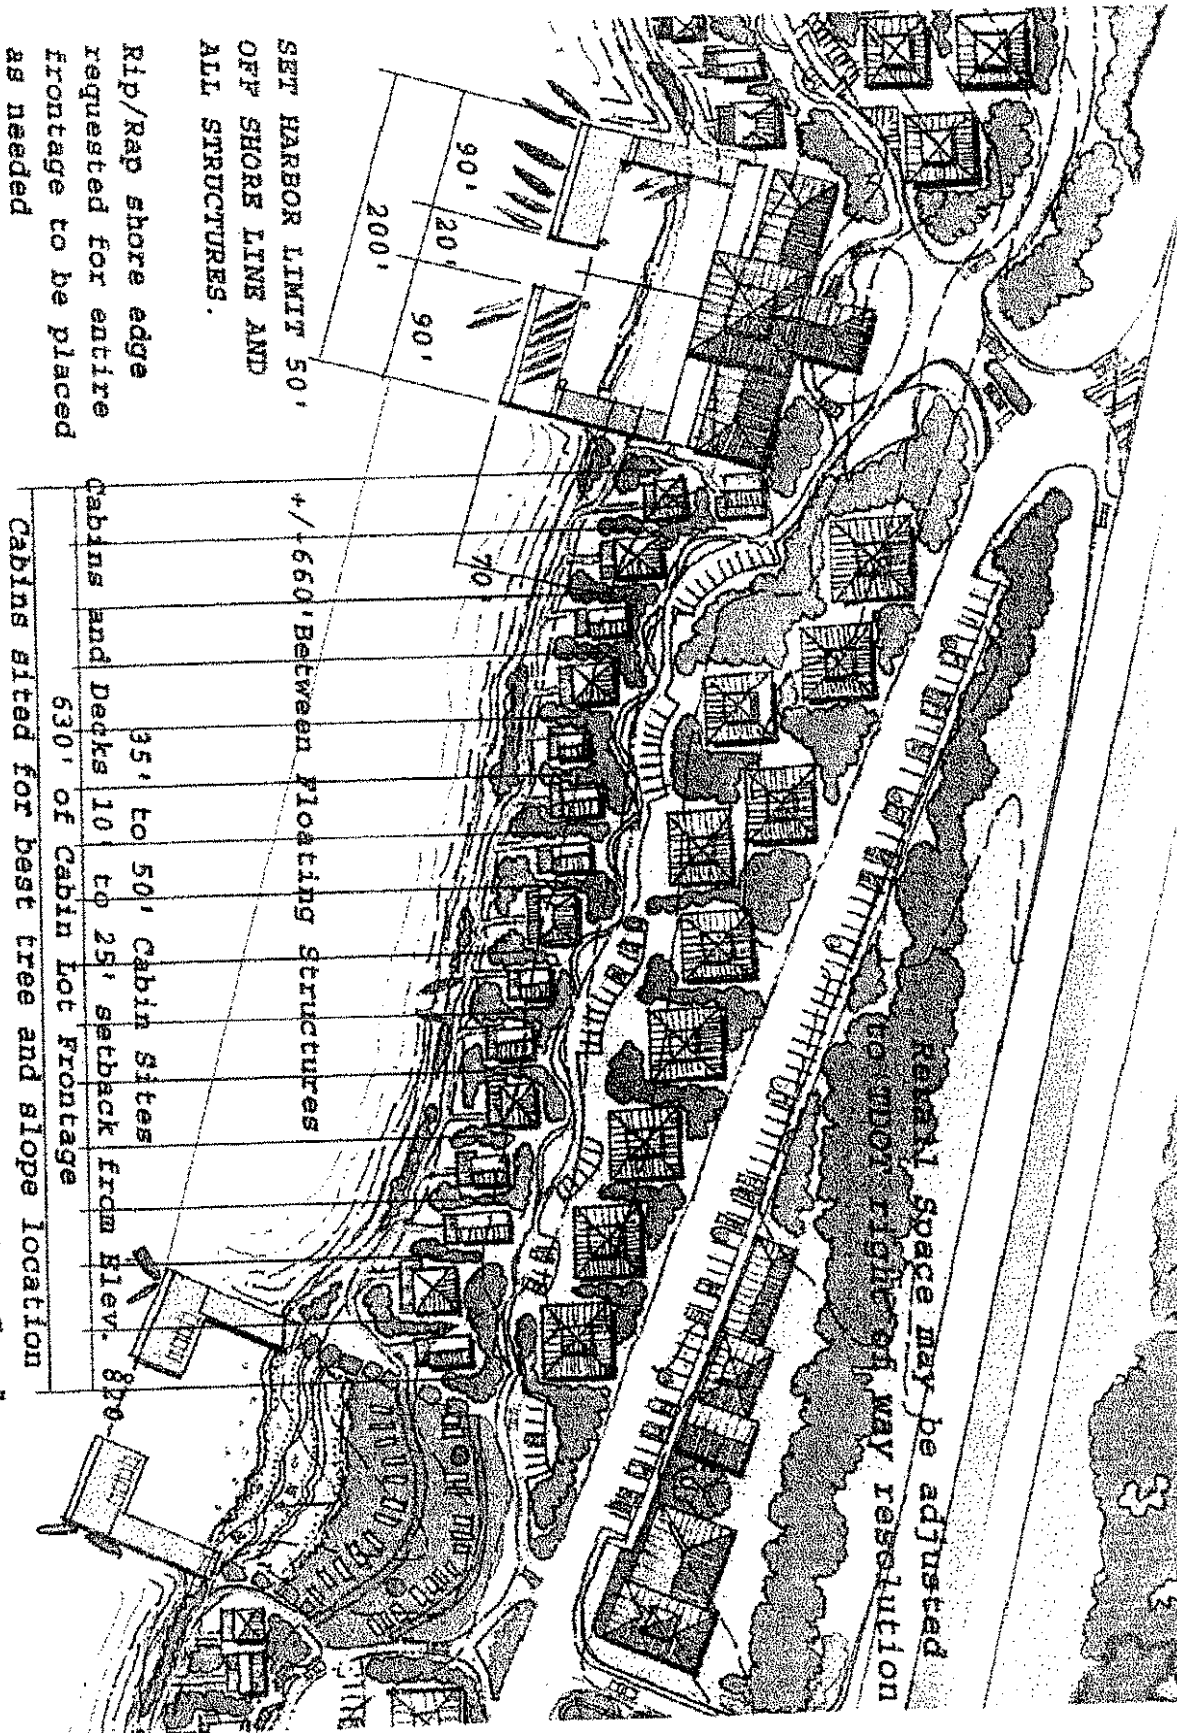 Retail Space may be adjusted
to TDOT right of way resolution
SET HARBOR LIMIT 50'
OFF SHORE LINE AND
ALL STRUCTURES.
Rip/Rap shore edge
requested for entire
frontage to be placed
as needed
90'
20'
90'
200'
70'
+/-660' Between Floating Structures
35' to 50' Cabin Sites
Cabins and Decks 10' to 25' setback from Elev. 820
630' of Cabin Lot Frontage
Cabins sited for best tree and slope location